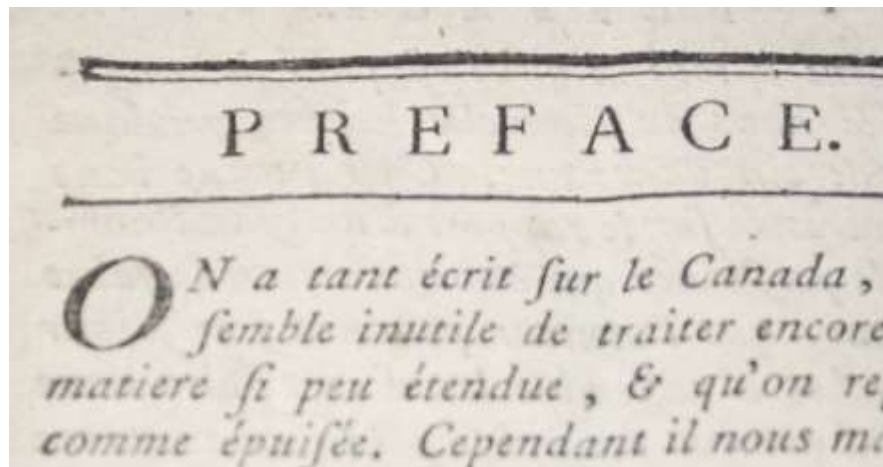 PREFACE.
ON a tant écrit ſur le Canada,
ſemble inutile de traiter encore
matiere ſi peu étendue, & qu'on
comme épuiſée. Cependant il nous